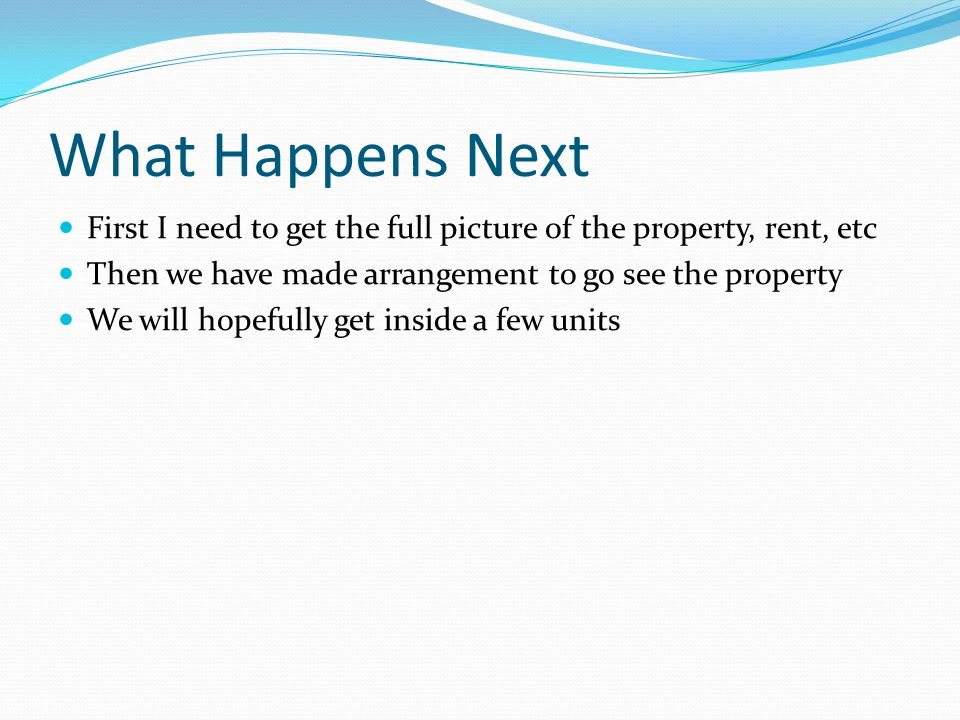 What Happens Next
First I need to get the full picture of the property, rent, etc
Then we have made arrangement to go see the property
We will hopefully get inside a few units